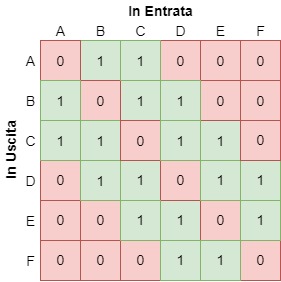 In Entrata
A B C D E F
In Uscita
A 0 1 1 0 0 0
B 1 0 1 1 0 0
C 1 1 0 1 1 0
D 0 1 1 0 1 1
E 0 0 1 1 0 1
F 0 0 0 1 1 0